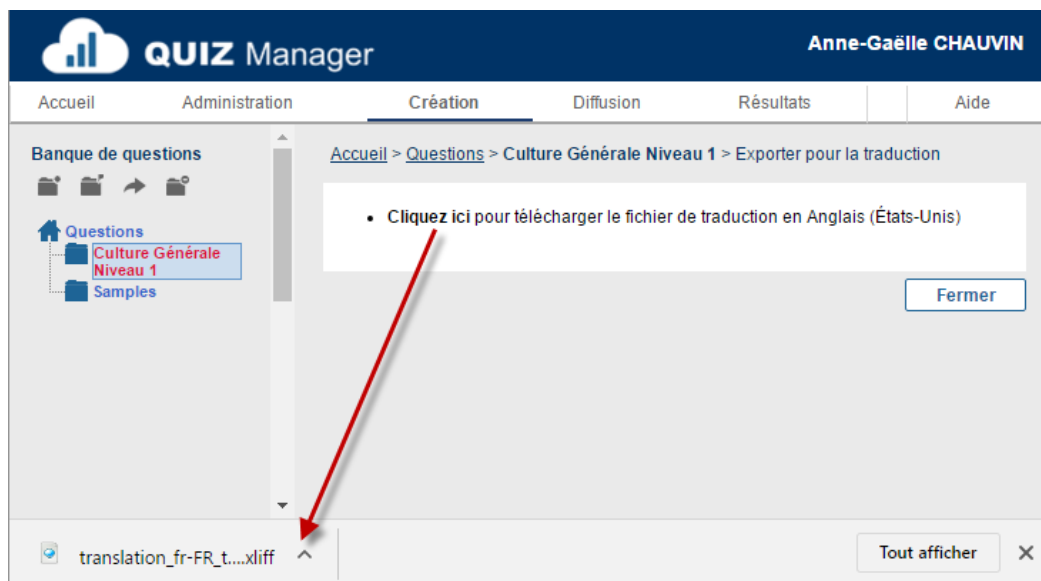 QUIZ Manager
Anne-Gaëlle CHAUVIN
Accueil Administration Création Diffusion Résultats Aide
Banque de questions
Questions
Culture Générale
Niveau 1
Samples
Accueil > Questions > Culture Générale Niveau 1 > Exporter pour la traduction
• Cliquez ici pour télécharger le fichier de traduction en Anglais (États-Unis)
Fermer
translation_fr-FR_t....xliff
Tout afficher